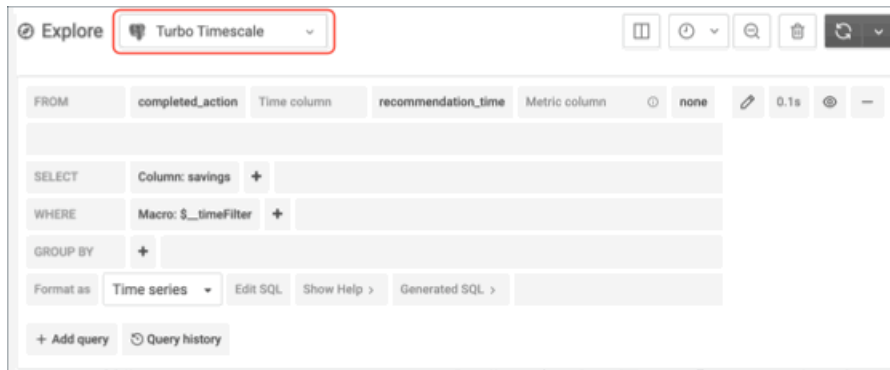 Explore Turbo Timescale
FROM completed_action Time column recommendation_time Metric column none 0.1s
SELECT Column: savings +
WHERE Macro: $__timeFilter +
GROUP BY +
Format as Time series Edit SQL Show Help > Generated SQL >
+ Add query Query history